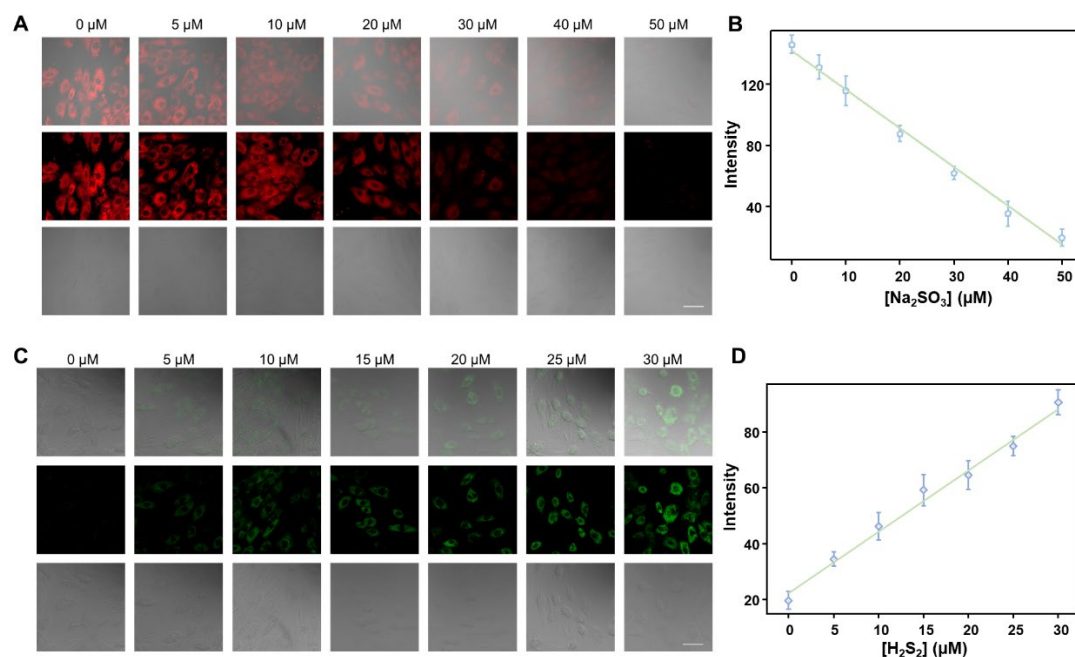 A
0 µM 5 µM 10 µM 20 µM 30 µM 40 µM 50 µM
B
Intensity
120
80
40
0 10 20 30 40 50
[Na₂SO₃] (µM)
C
0 µM 5 µM 10 µM 15 µM 20 µM 25 µM 30 µM
D
Intensity
80
60
40
20
0 5 10 15 20 25 30
[H₂S₂] (µM)